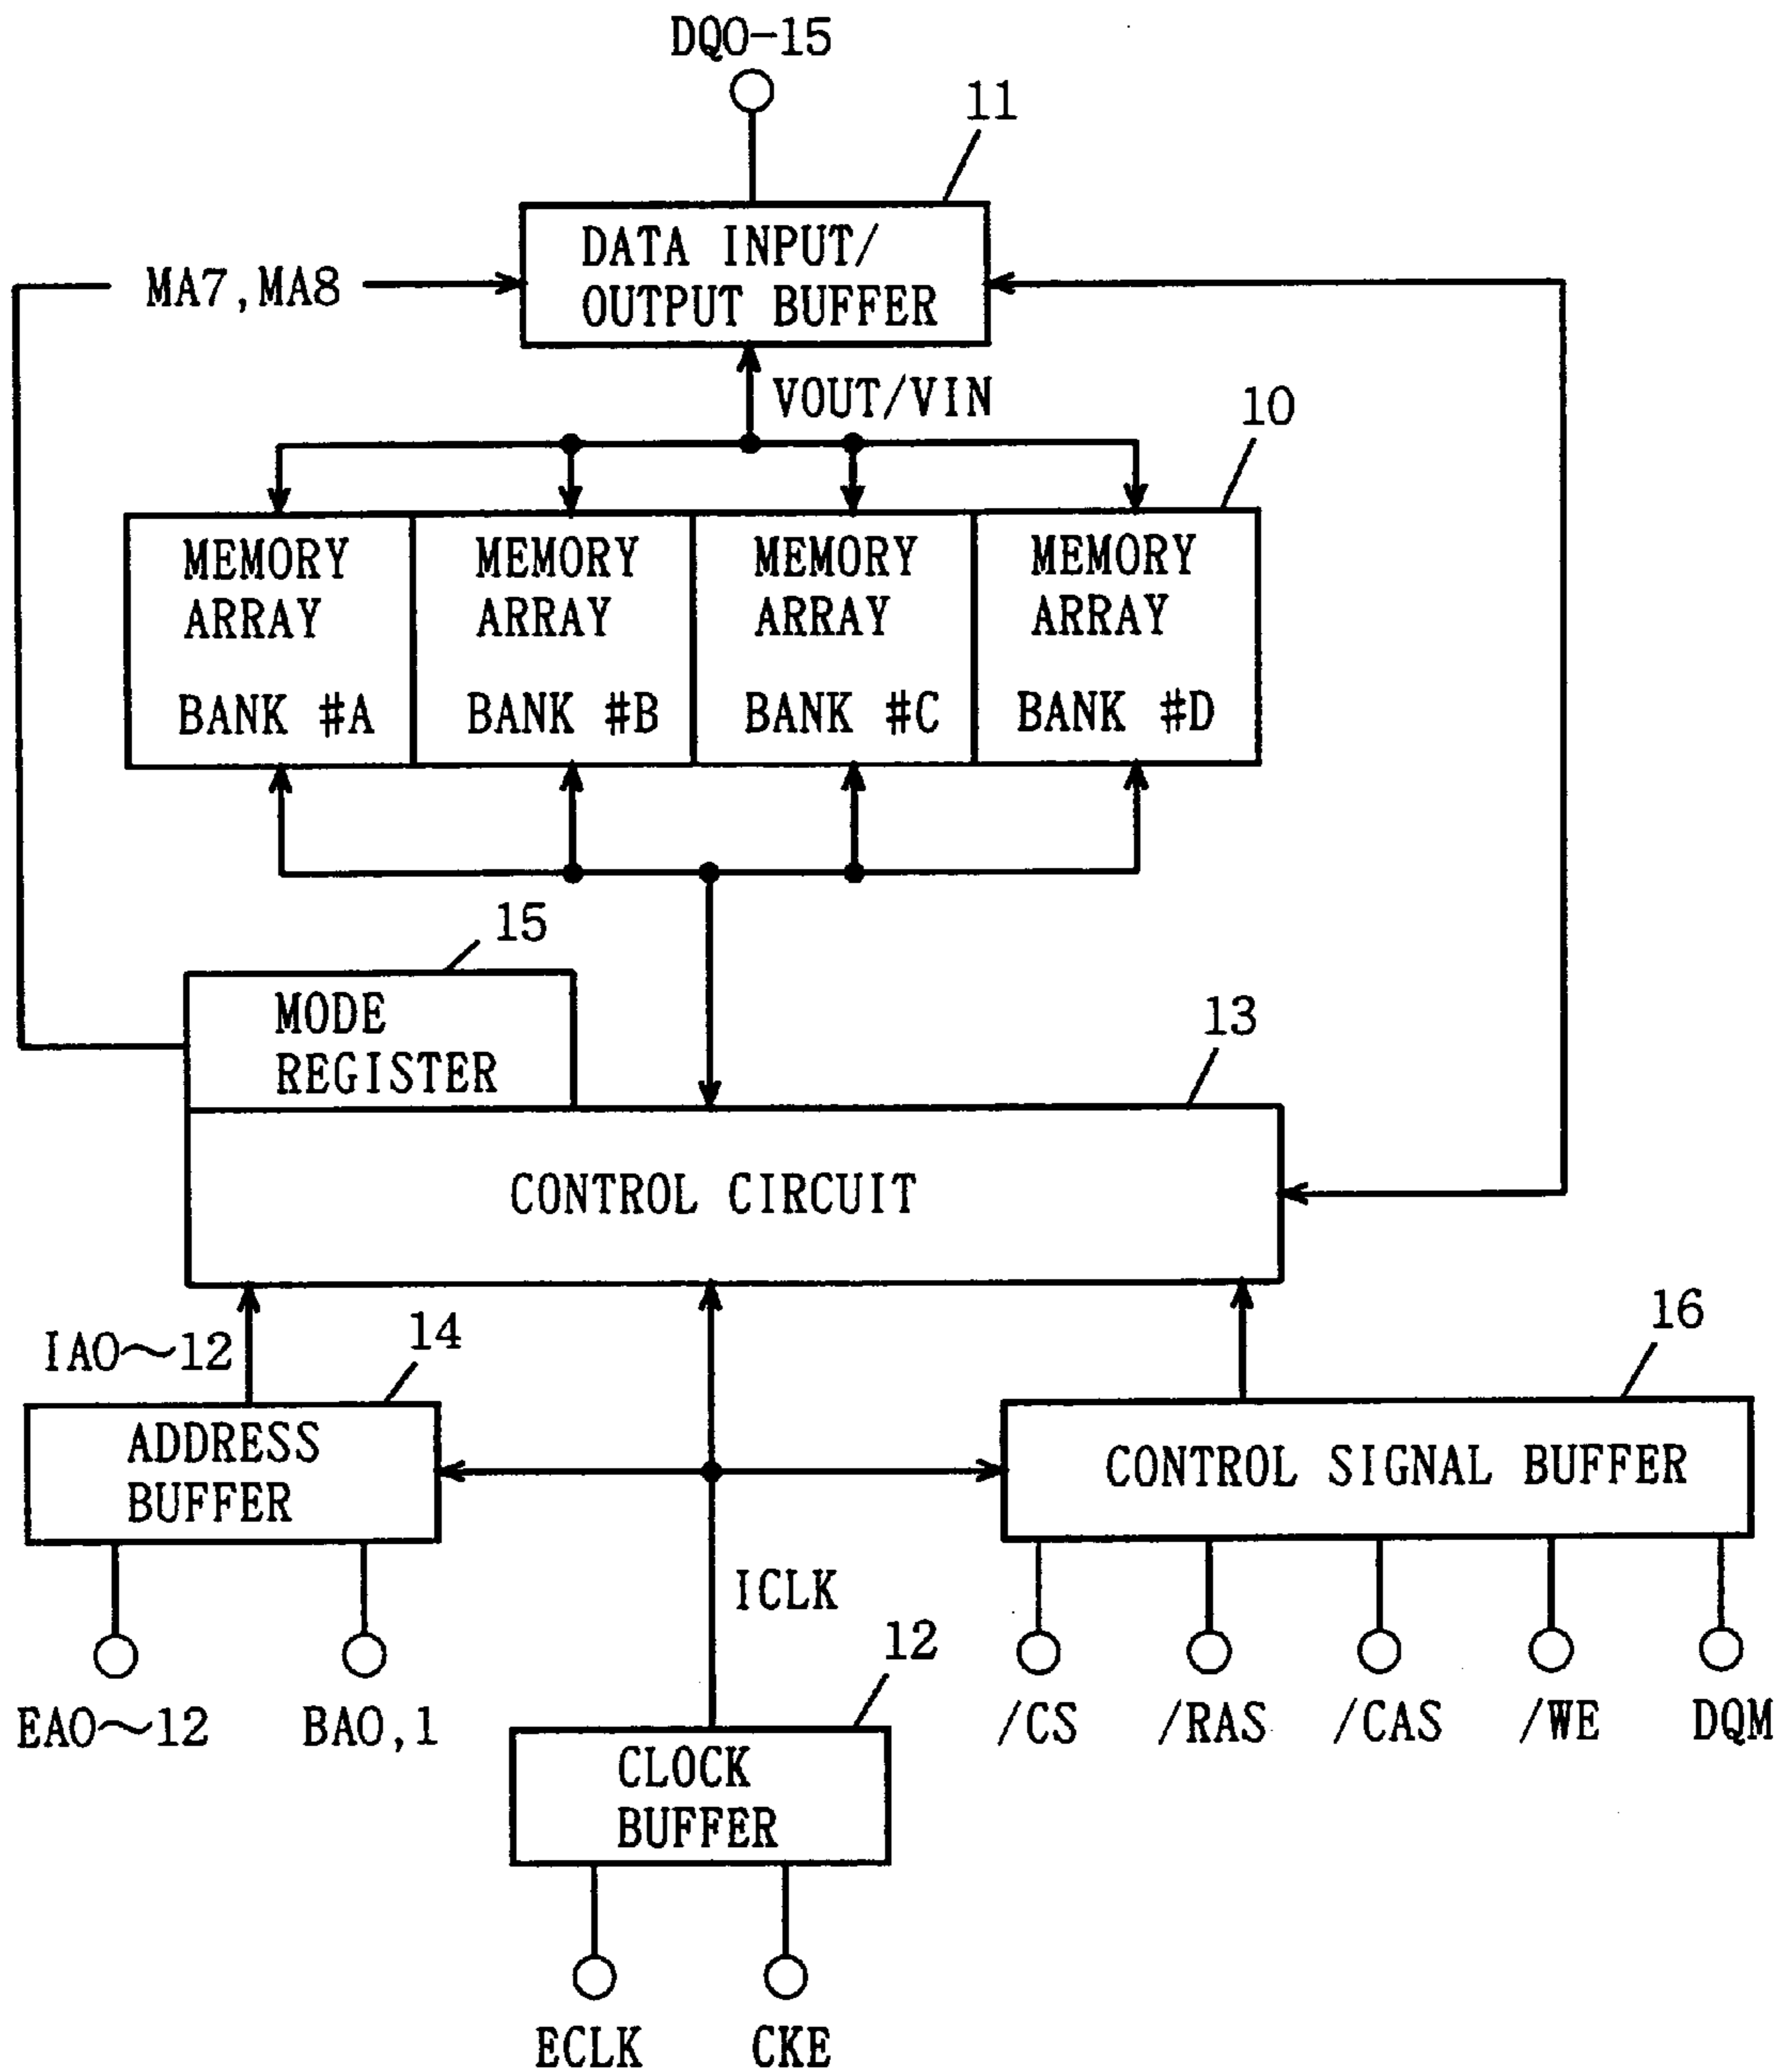 DQ0-15
11
DATA INPUT/
OUTPUT BUFFER
MA7,MA8
VOUT/VIN
10
MEMORY
ARRAY
BANK #A
MEMORY
ARRAY
BANK #B
MEMORY
ARRAY
BANK #C
MEMORY
ARRAY
BANK #D
15
MODE
REGISTER
13
CONTROL CIRCUIT
IA0~12
14
16
ADDRESS
BUFFER
CONTROL SIGNAL BUFFER
ICLK
12
EA0~12
BA0,1
/CS
/RAS
/CAS
/WE
DQM
CLOCK
BUFFER
ECLK
CKE